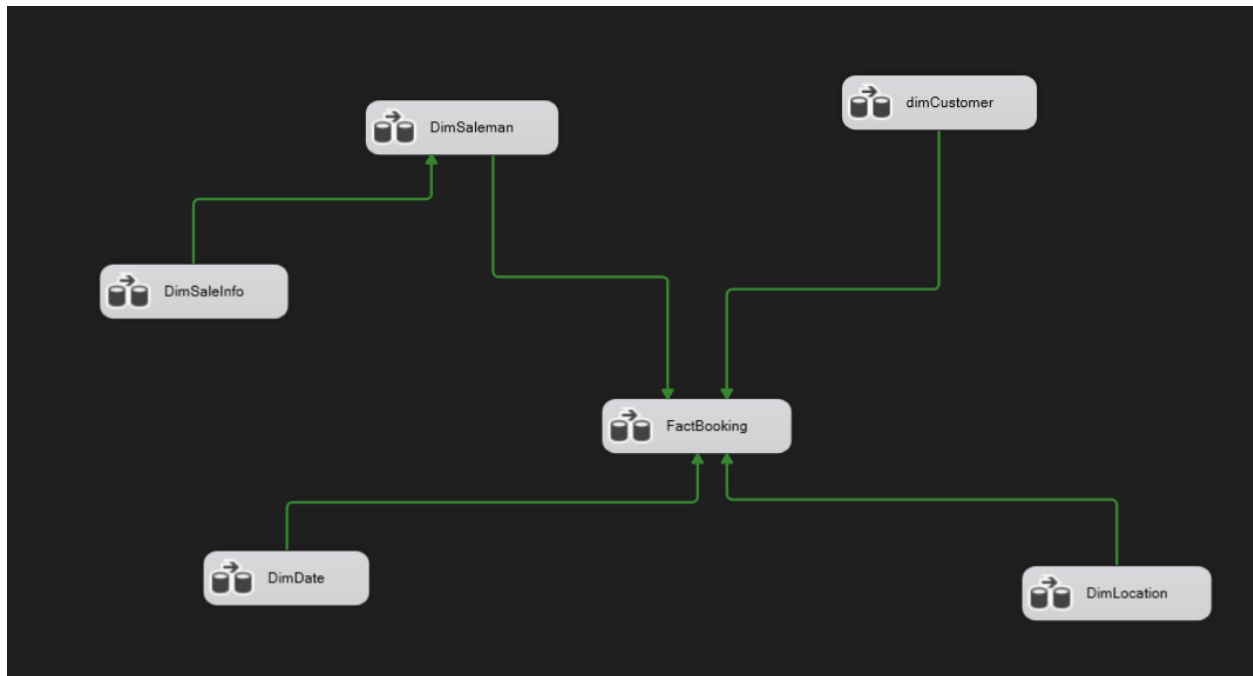 dimCustomer
DimSaleman
DimSaleInfo
FactBooking
DimDate
DimLocation